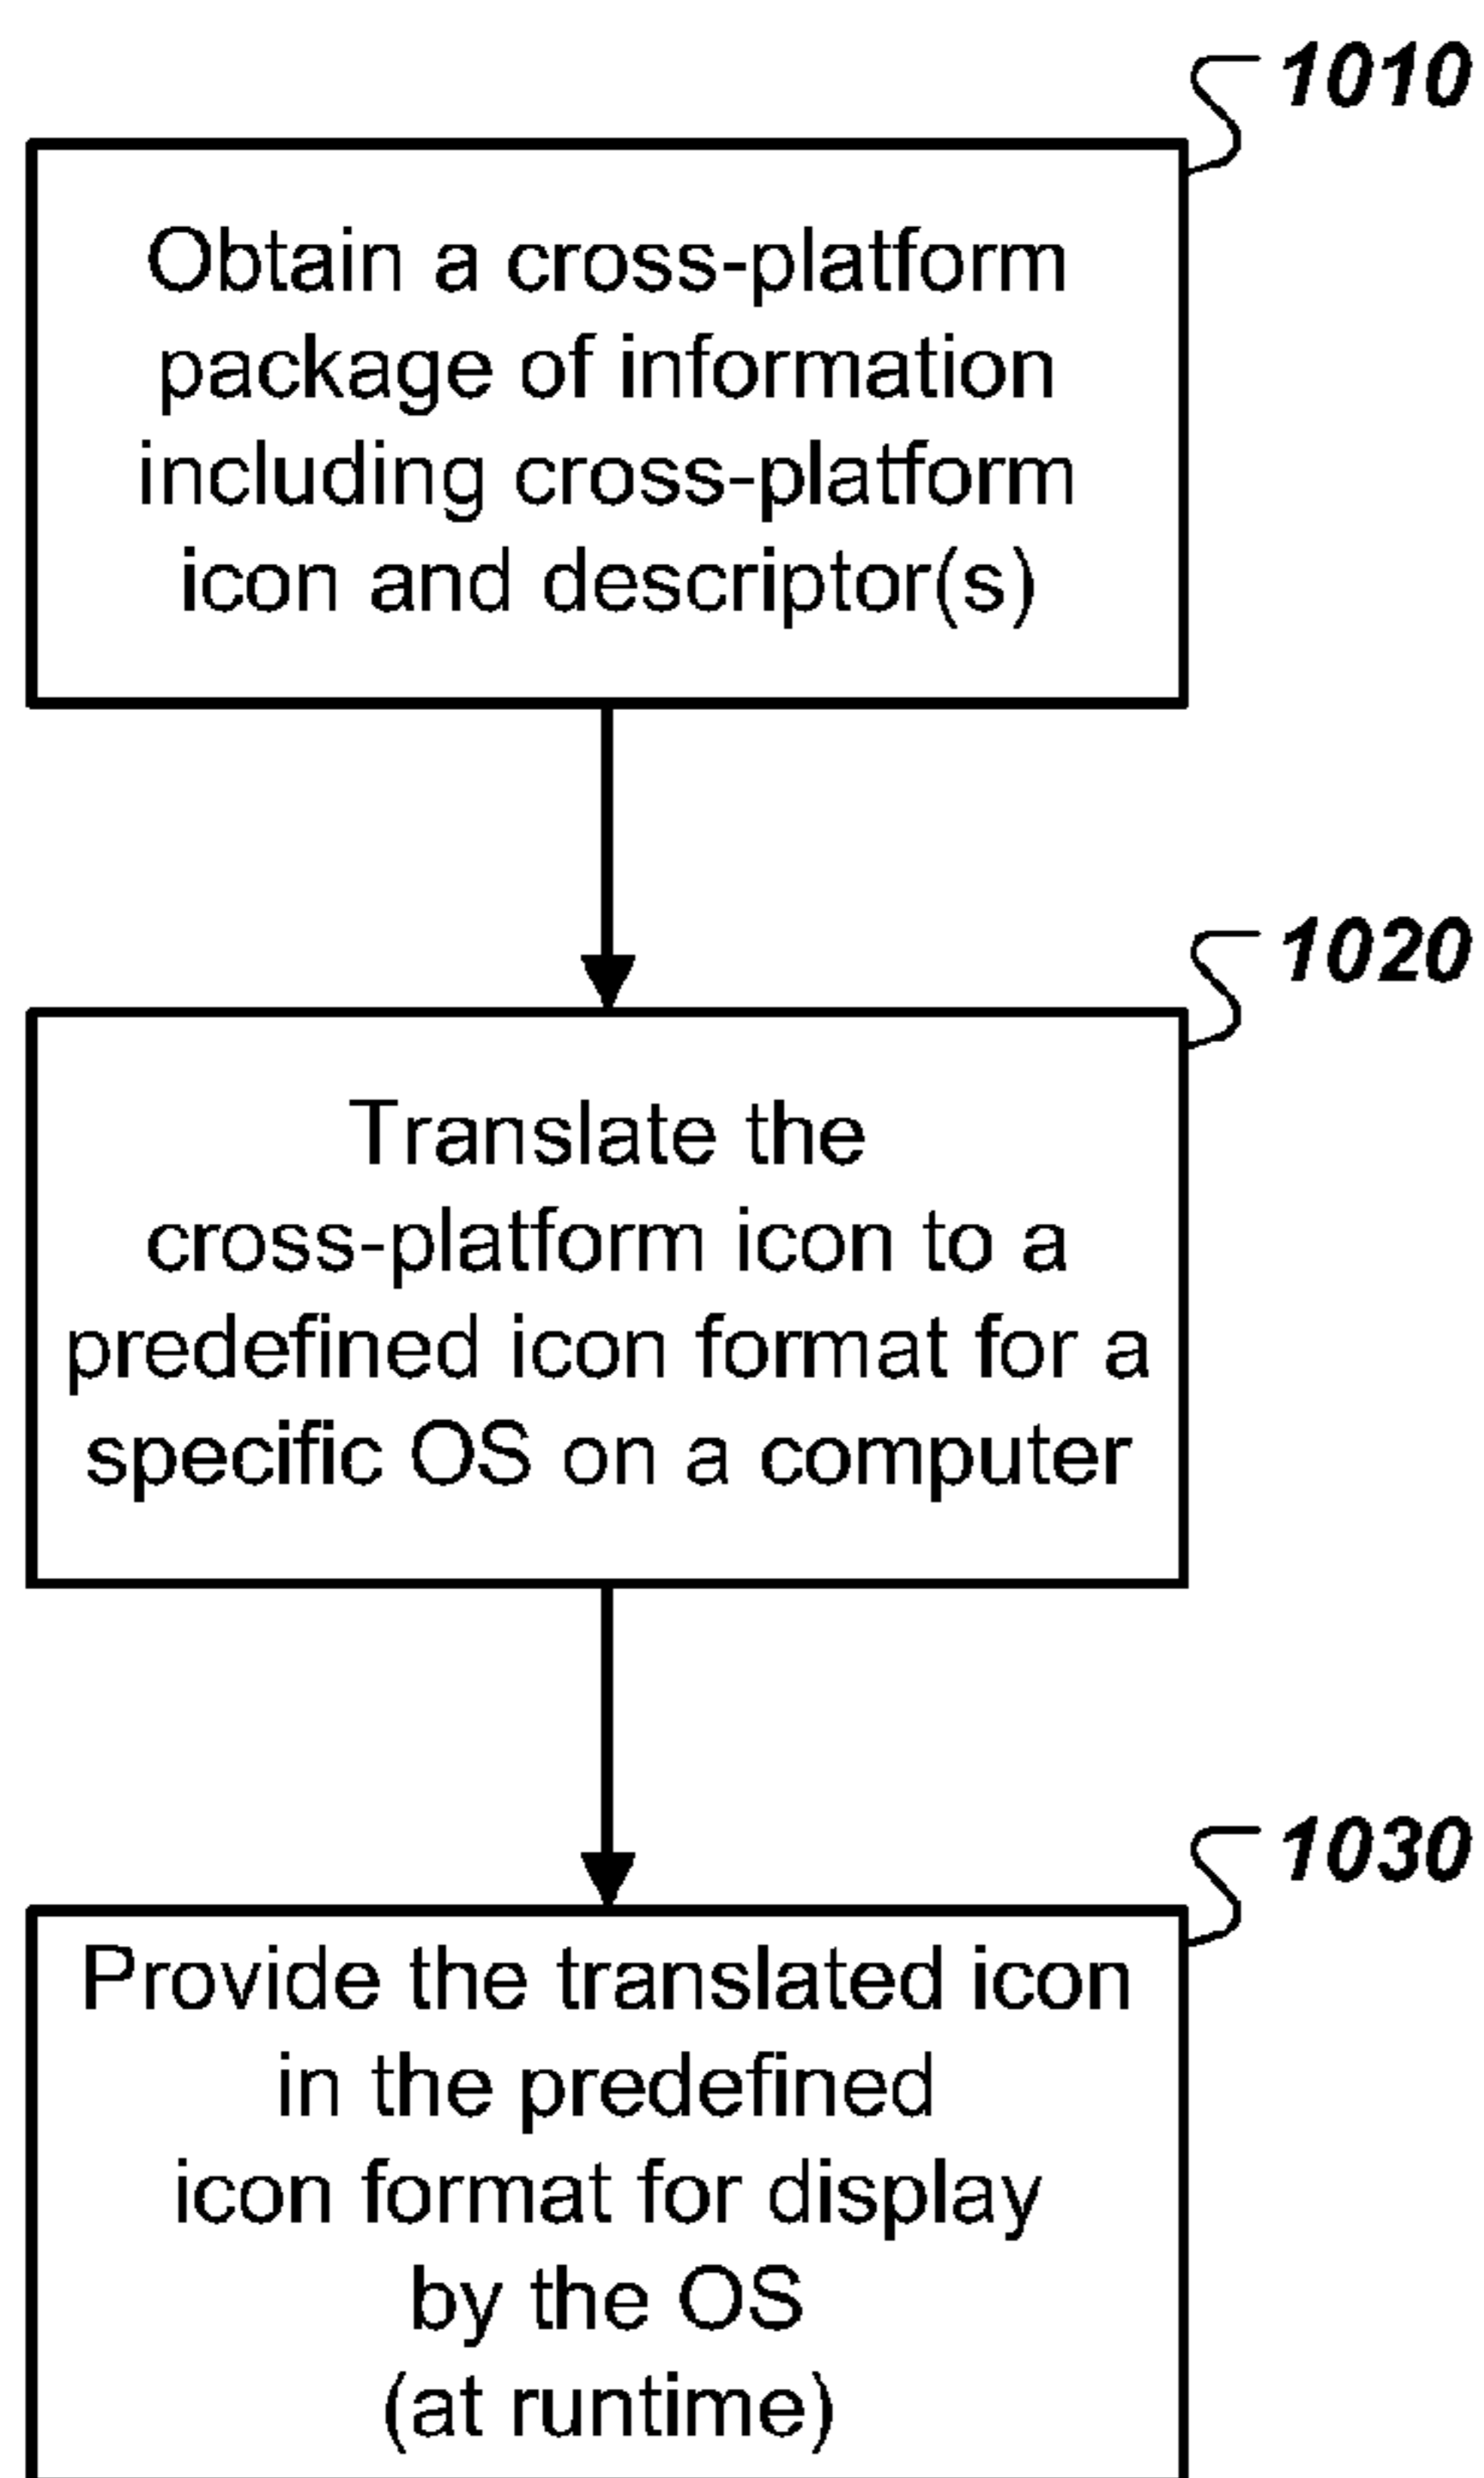 1010
Obtain a cross-platform
package of information
including cross-platform
icon and descriptor(s)
1020
Translate the
cross-platform icon to a
predefined icon format for a
specific OS on a computer
1030
Provide the translated icon
in the predefined
icon format for display
by the OS
(at runtime)